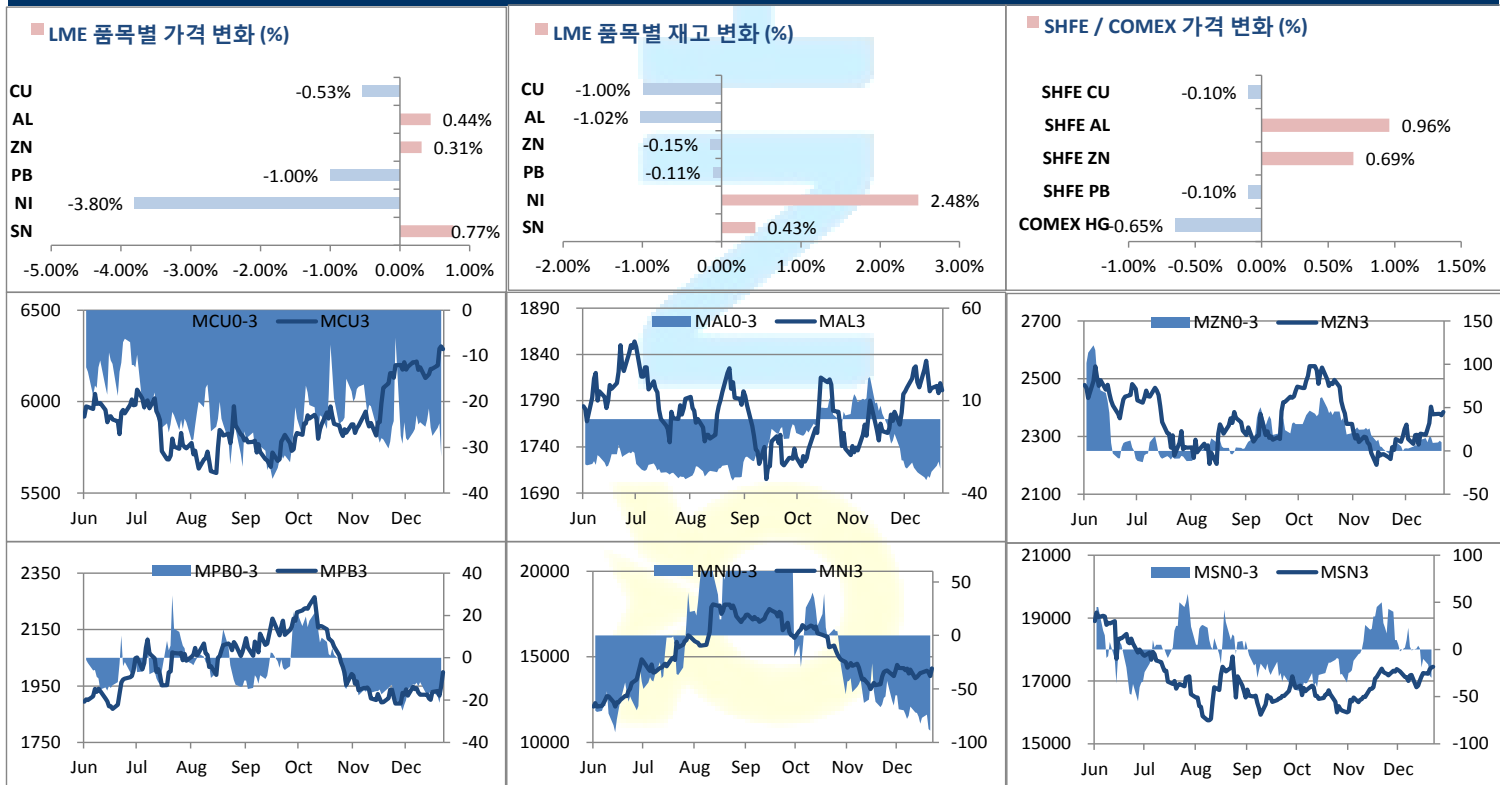 LME 품목별 가격 변화 (%)
CU -0.53%
AL 0.44%
ZN 0.31%
PB -1.00%
NI -3.80%
SN 0.77%
-5.00% -4.00% -3.00% -2.00% -1.00% 0.00% 1.00%
LME 품목별 재고 변화 (%)
CU -1.00%
AL -1.02%
ZN -0.15%
PB -0.11%
NI 2.48%
SN 0.43%
-2.00% -1.00% 0.00% 1.00% 2.00% 3.00%
SHFE / COMEX 가격 변화 (%)
SHFE CU -0.10%
SHFE AL 0.96%
SHFE ZN 0.69%
SHFE PB -0.10%
COMEX HG -0.65%
-1.00% -0.50% 0.00% 0.50% 1.00% 1.50%
MCU0-3 MCU3
6500 0
-10
6000 -20
-30
5500 -40
Jun Jul Aug Sep Oct Nov Dec
MAL0-3 MAL3
1890 60
1840
1790 10
1740
1690 -40
Jun Jul Aug Sep Oct Nov Dec
MZN0-3 MZN3
2700 150
100
2500
50
2300 0
2100 -50
Jun Jul Aug Sep Oct Nov Dec
MPB0-3 MPB3
2350 40
20
2150
0
1950
-20
1750 -40
Jun Jul Aug Sep Oct Nov Dec
MNI0-3 MNI3
20000
50
0
15000
-50
10000 -100
Jun Jul Aug Sep Oct Nov Dec
MSN0-3 MSN3
21000 100
19000 50
0
17000
-50
15000 -100
Jun Jul Aug Sep Oct Nov Dec